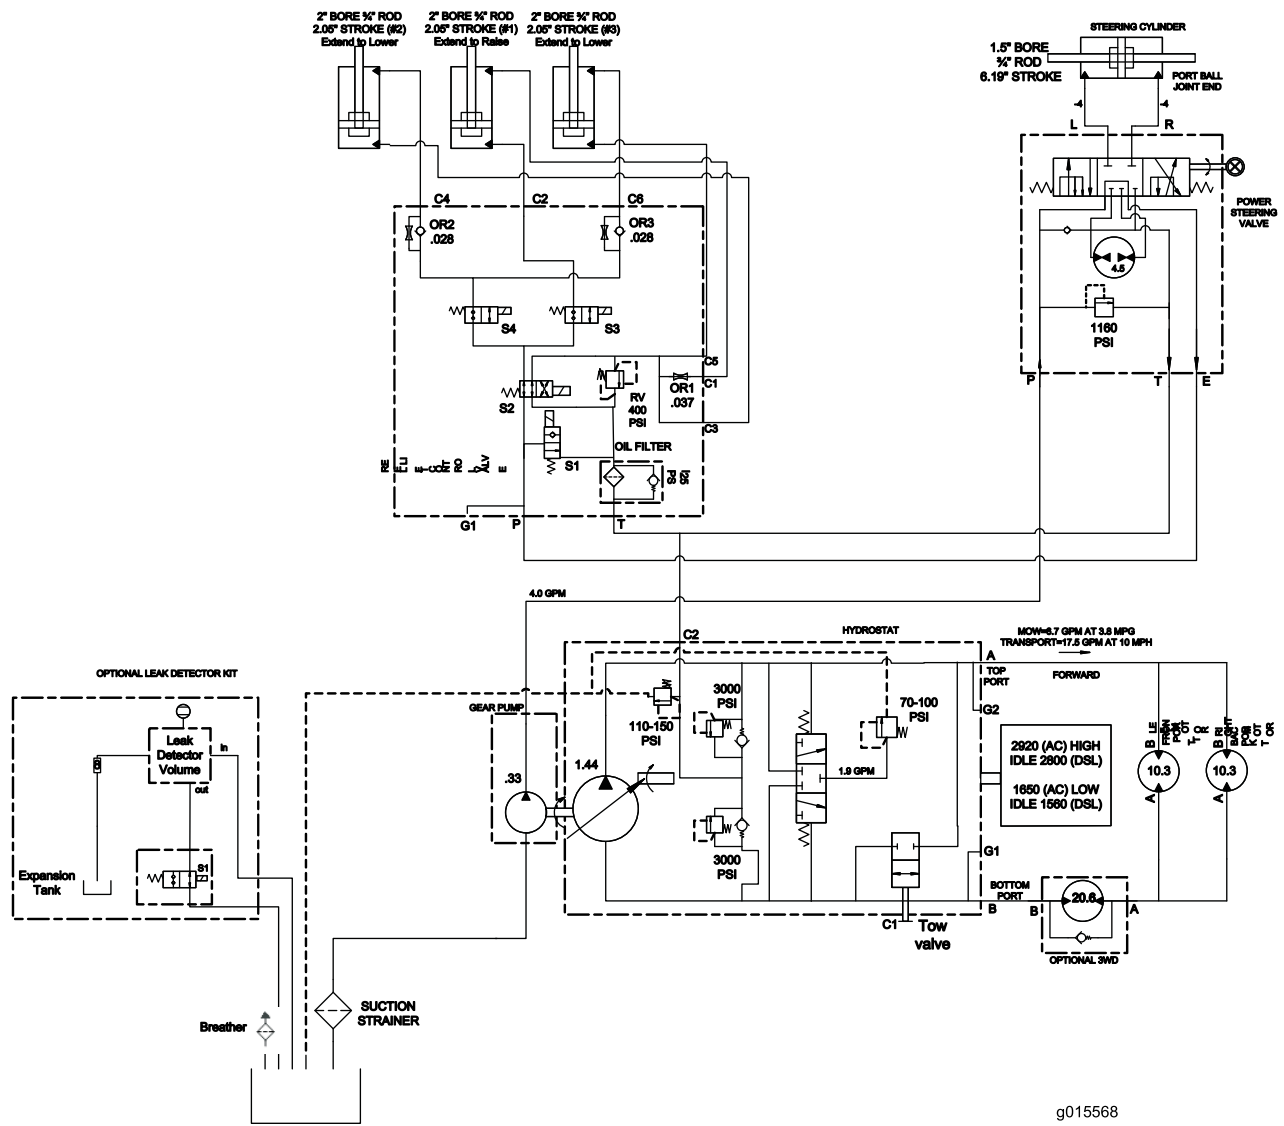 2" BORE ¾" ROD
2.05" STROKE (#2)
Extend to Lower
2" BORE ¾" ROD
2.05" STROKE (#1)
Extend to Raise
2" BORE ¾" ROD
2.05" STROKE (#3)
Extend to Lower
STEERING CYLINDER
1.5" BORE
¾" ROD
6.19" STROKE
PORT BALL
JOINT END
-4
-4
L
R
POWER
STEERING
VALVE
4.5
1160
PSI
P
T
E
C4
C2
C6
OR2
.028
OR3
.028
S4
S3
S2
RV
400
PSI
OR1
.037
C5
C1
C3
OIL FILTER
S1
G1
P
T
4.0 GPM
C2
HYDROSTAT
MOW=6.7 GPM AT 3.8 MPG
TRANSPORT=17.5 GPM AT 10 MPH
A
TOP
PORT
FORWARD
G2
OPTIONAL LEAK DETECTOR KIT
Leak
Detector
Volume
in
out
S1
Expansion
Tank
GEAR PUMP
.33
1.44
110-150
PSI
3000
PSI
3000
PSI
70-100
PSI
1.9 GPM
2920 (AC) HIGH
IDLE 2800 (DSL)
1650 (AC) LOW
IDLE 1560 (DSL)
B
10.3
A
B
10.3
A
G1
BOTTOM
PORT
B
C1
Tow
valve
B
20.6
A
OPTIONAL 3WD
Breather
SUCTION
STRAINER
g015568